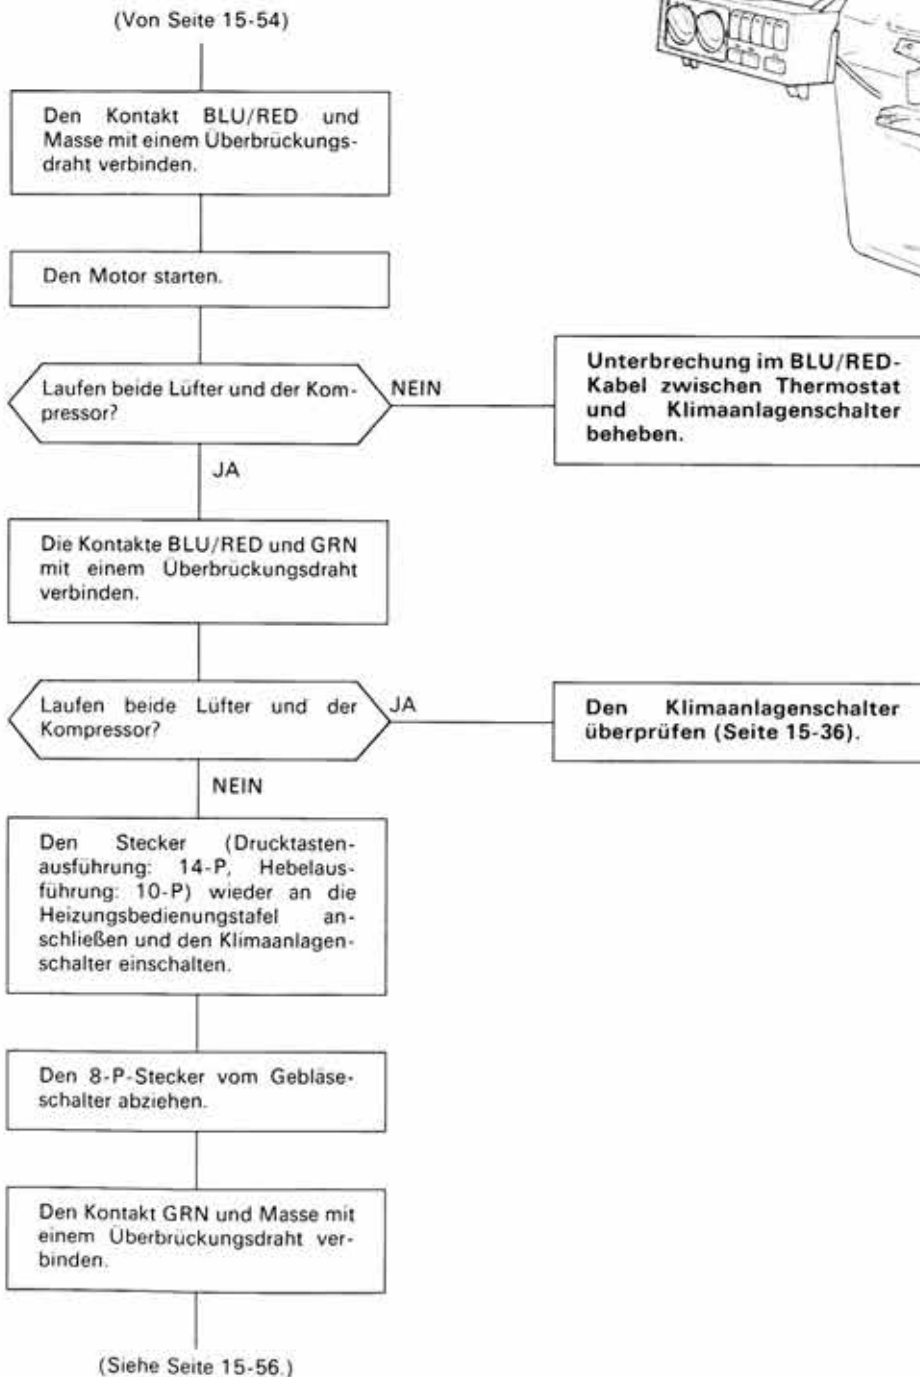 (Von Seite 15-54)
Den Kontakt BLU/RED und
Masse mit einem Überbrückungs-
draht verbinden.
Den Motor starten.
Laufen beide Lüfter und der Kom-
pressor?
NEIN
Unterbrechung im BLU/RED-
Kabel zwischen Thermostat
und Klimaanlagenschalter
beheben.
JA
Die Kontakte BLU/RED und GRN
mit einem Überbrückungsdraht
verbinden.
Laufen beide Lüfter und der
Kompressor?
JA
Den Klimaanlagenschalter
überprüfen (Seite 15-36).
NEIN
Den Stecker (Drucktasten-
ausführung: 14-P, Hebelaus-
führung: 10-P) wieder an die
Heizungsbedienungstafel an-
schließen und den Klimaanlagen-
schalter einschalten.
Den 8-P-Stecker vom Gebläse-
schalter abziehen.
Den Kontakt GRN und Masse mit
einem Überbrückungsdraht ver-
binden.
(Siehe Seite 15-56.)